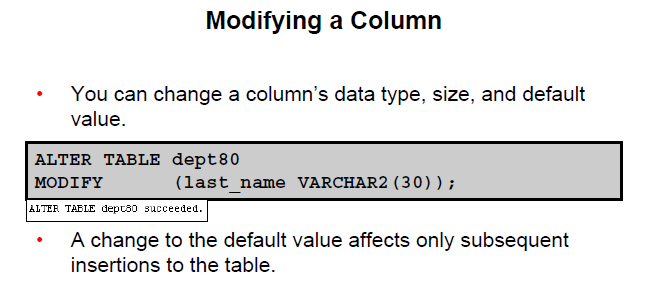 Modifying a Column
• You can change a column’s data type, size, and default
value.
ALTER TABLE dept80
MODIFY (last_name VARCHAR2(30));
ALTER TABLE dept80 succeeded.
• A change to the default value affects only subsequent
insertions to the table.